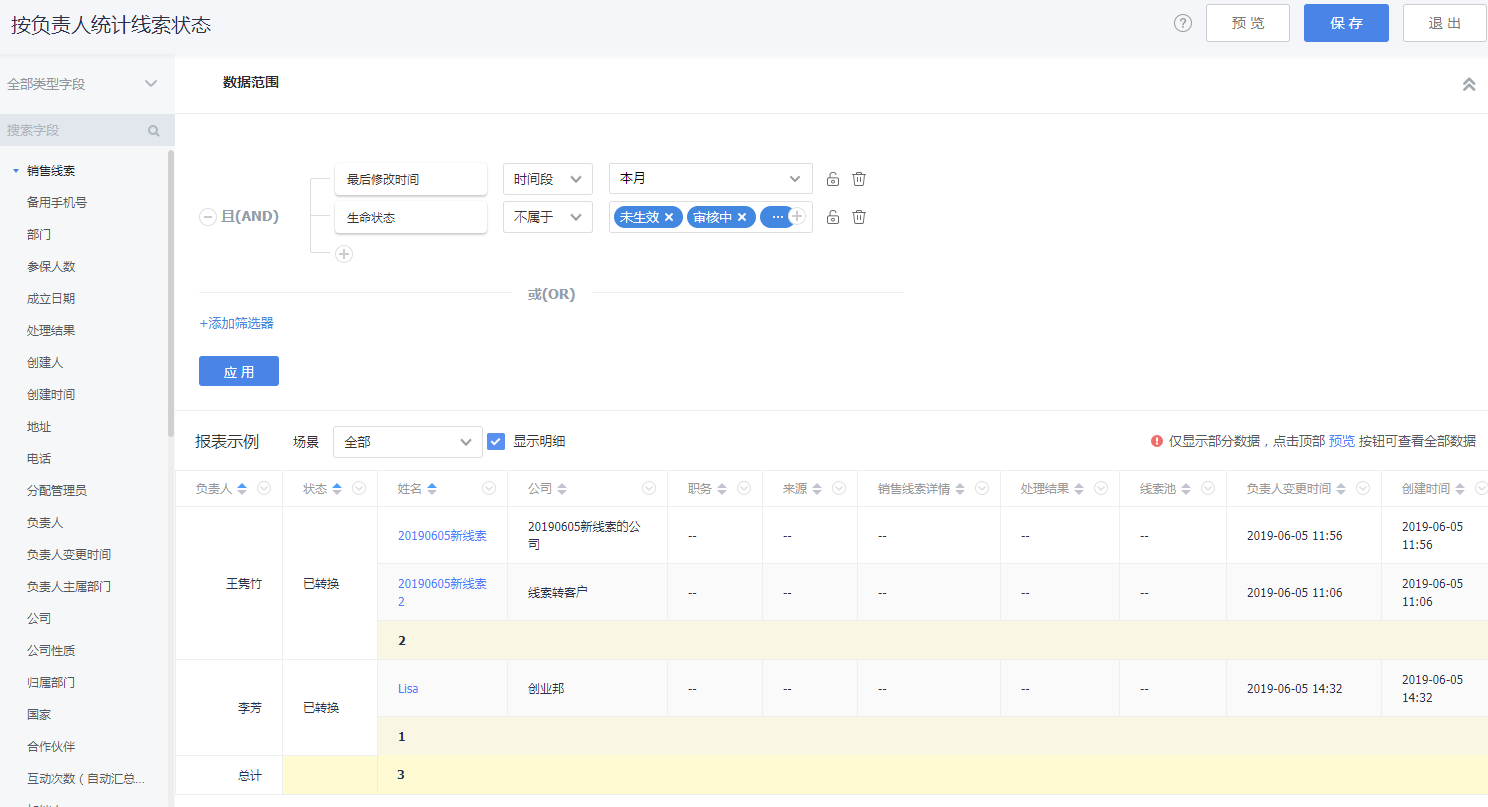 按负责人统计线索状态
?
预 览
保 存
退 出
全部类型字段
搜索字段
销售线索
备用手机号
部门
参保人数
成立日期
处理结果
创建人
创建时间
地址
电话
分配管理员
负责人
负责人变更时间
负责人主属部门
公司
公司性质
归属部门
国家
合作伙伴
互动次数（自动汇总...
数据范围
且(AND)
最后修改时间 时间段 本月
生命状态 不属于 未生效 × 审核中 × ...
或(OR)
+添加筛选器
应 用
报表示例 场景 全部 显示明细
仅显示部分数据，点击顶部 预览 按钮可查看全部数据
负责人 状态 姓名 公司 职务 来源 销售线索详情 处理结果 线索池 负责人变更时间 创建时间
王隽竹 已转换
20190605新线索 20190605新线索的公
司 -- -- -- -- -- 2019-06-05 11:56 2019-06-05
11:56
20190605新线索
2 线索转客户 -- -- -- -- -- 2019-06-05 11:06 2019-06-05
11:06
2
李芳 已转换
Lisa 创业邦 -- -- -- -- -- 2019-06-05 14:32 2019-06-05
14:32
1
总计 3